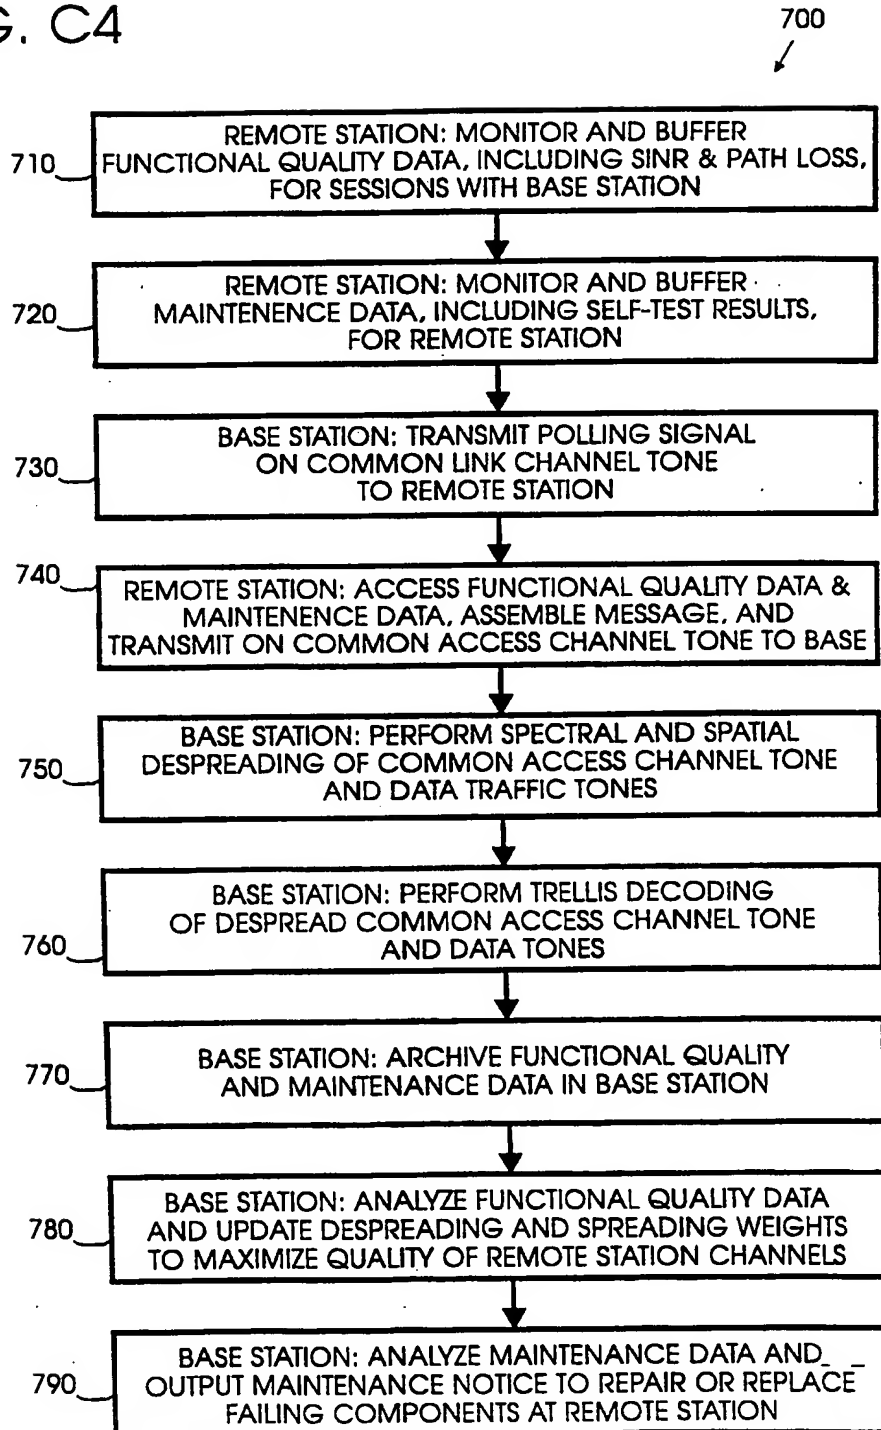 G. C4
700
710
REMOTE STATION: MONITOR AND BUFFER
FUNCTIONAL QUALITY DATA, INCLUDING SINR & PATH LOSS,
FOR SESSIONS WITH BASE STATION
720
REMOTE STATION: MONITOR AND BUFFER
MAINTENENCE DATA, INCLUDING SELF-TEST RESULTS,
FOR REMOTE STATION
730
BASE STATION: TRANSMIT POLLING SIGNAL
ON COMMON LINK CHANNEL TONE
TO REMOTE STATION
740
REMOTE STATION: ACCESS FUNCTIONAL QUALITY DATA &
MAINTENENCE DATA, ASSEMBLE MESSAGE, AND
TRANSMIT ON COMMON ACCESS CHANNEL TONE TO BASE
750
BASE STATION: PERFORM SPECTRAL AND SPATIAL
DESPREADING OF COMMON ACCESS CHANNEL TONE
AND DATA TRAFFIC TONES
760
BASE STATION: PERFORM TRELLIS DECODING
OF DESPREAD COMMON ACCESS CHANNEL TONE
AND DATA TONES
770
BASE STATION: ARCHIVE FUNCTIONAL QUALITY
AND MAINTENANCE DATA IN BASE STATION
780
BASE STATION: ANALYZE FUNCTIONAL QUALITY DATA
AND UPDATE DESPREADING AND SPREADING WEIGHTS
TO MAXIMIZE QUALITY OF REMOTE STATION CHANNELS
790
BASE STATION: ANALYZE MAINTENANCE DATA AND
OUTPUT MAINTENANCE NOTICE TO REPAIR OR REPLACE
FAILING COMPONENTS AT REMOTE STATION